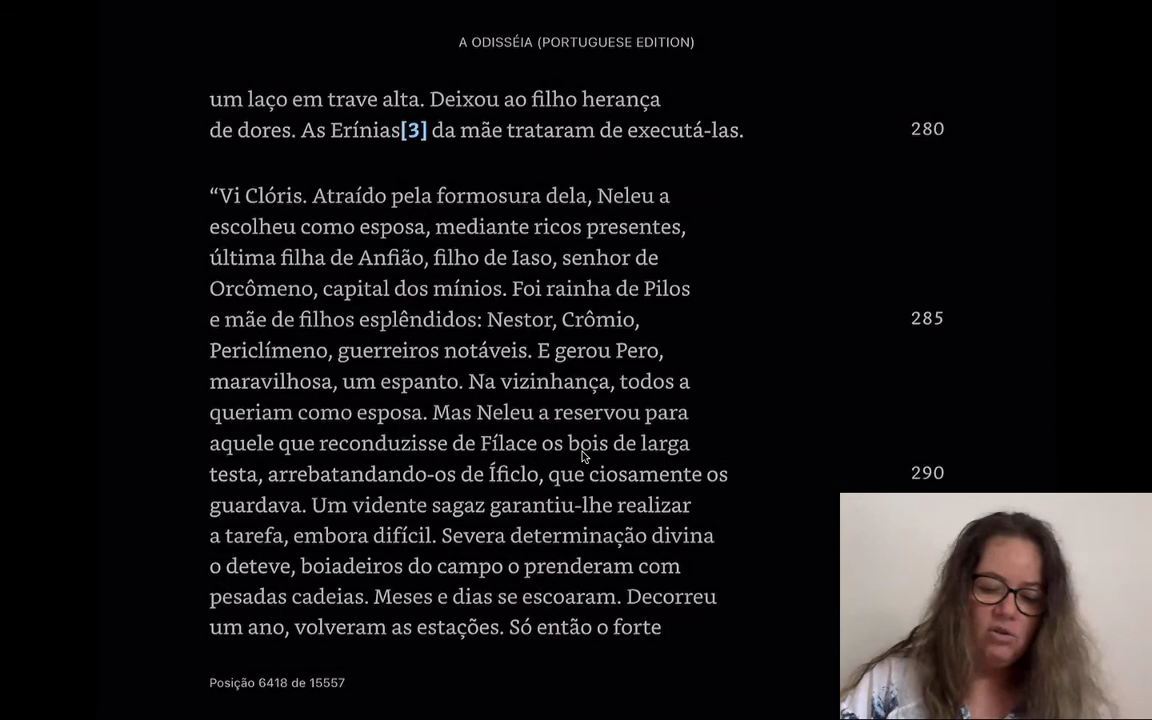 A ODISSÉIA (PORTUGUESE EDITION)
um laço em trave alta. Deixou ao filho herança
de dores. As Erínias[3] da mãe trataram de executá-las. 280
“Vi Clóris. Atraído pela formosura dela, Neleu a
escolheu como esposa, mediante ricos presentes,
última filha de Anfião, filho de Iaso, senhor de
Orcômeno, capital dos mínios. Foi rainha de Pilos
e mãe de filhos esplêndidos: Nestor, Crômio, 285
Periclímeno, guerreiros notáveis. E gerou Pero,
maravilhosa, um espanto. Na vizinhança, todos a
queriam como esposa. Mas Neleu a reservou para
aquele que reconduzisse de Fílace os bois de larga
testa, arrebatandando-os de Íficlo, que ciosamente os 290
guardava. Um vidente sagaz garantiu-lhe realizar
a tarefa, embora difícil. Severa determinação divina
o deteve, boiadeiros do campo o prenderam com
pesadas cadeias. Meses e dias se escoaram. Decorreu
um ano, volveram as estações. Só então o forte
Posição 6418 de 15557